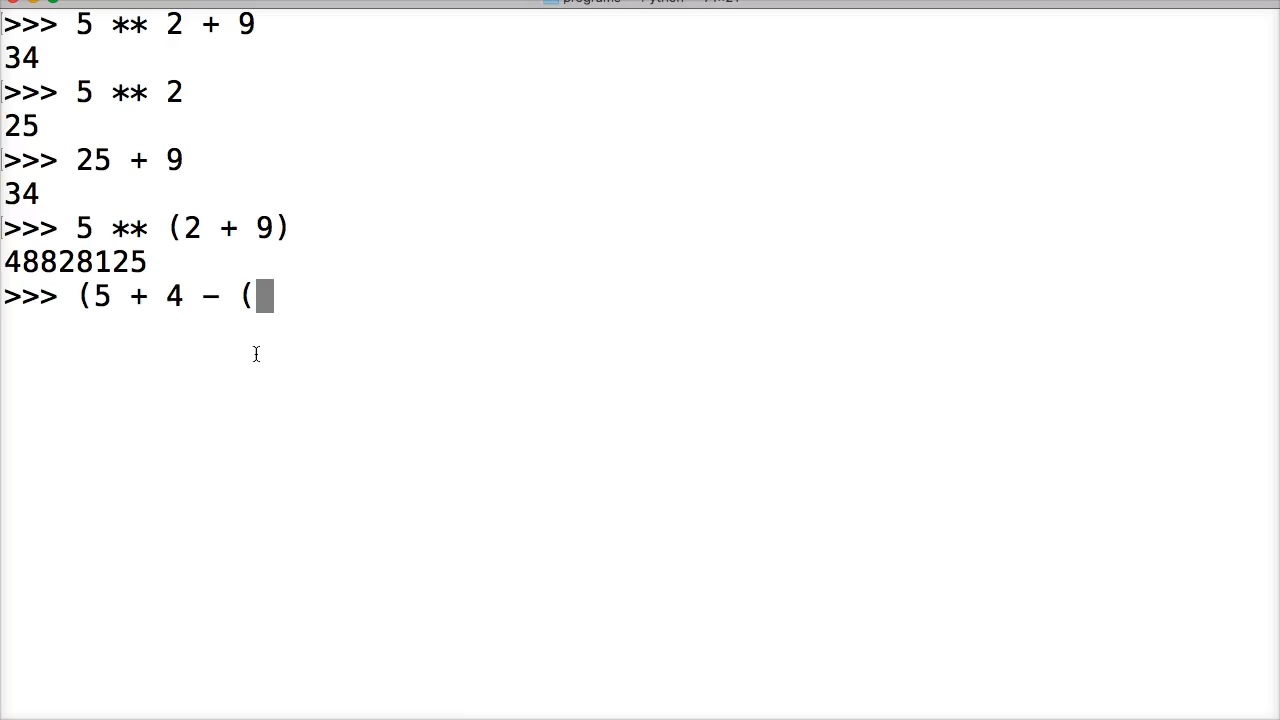 >>> 5 ** 2 + 9
34
>>> 5 ** 2
25
>>> 25 + 9
34
>>> 5 ** (2 + 9)
48828125
>>> (5 + 4 - (